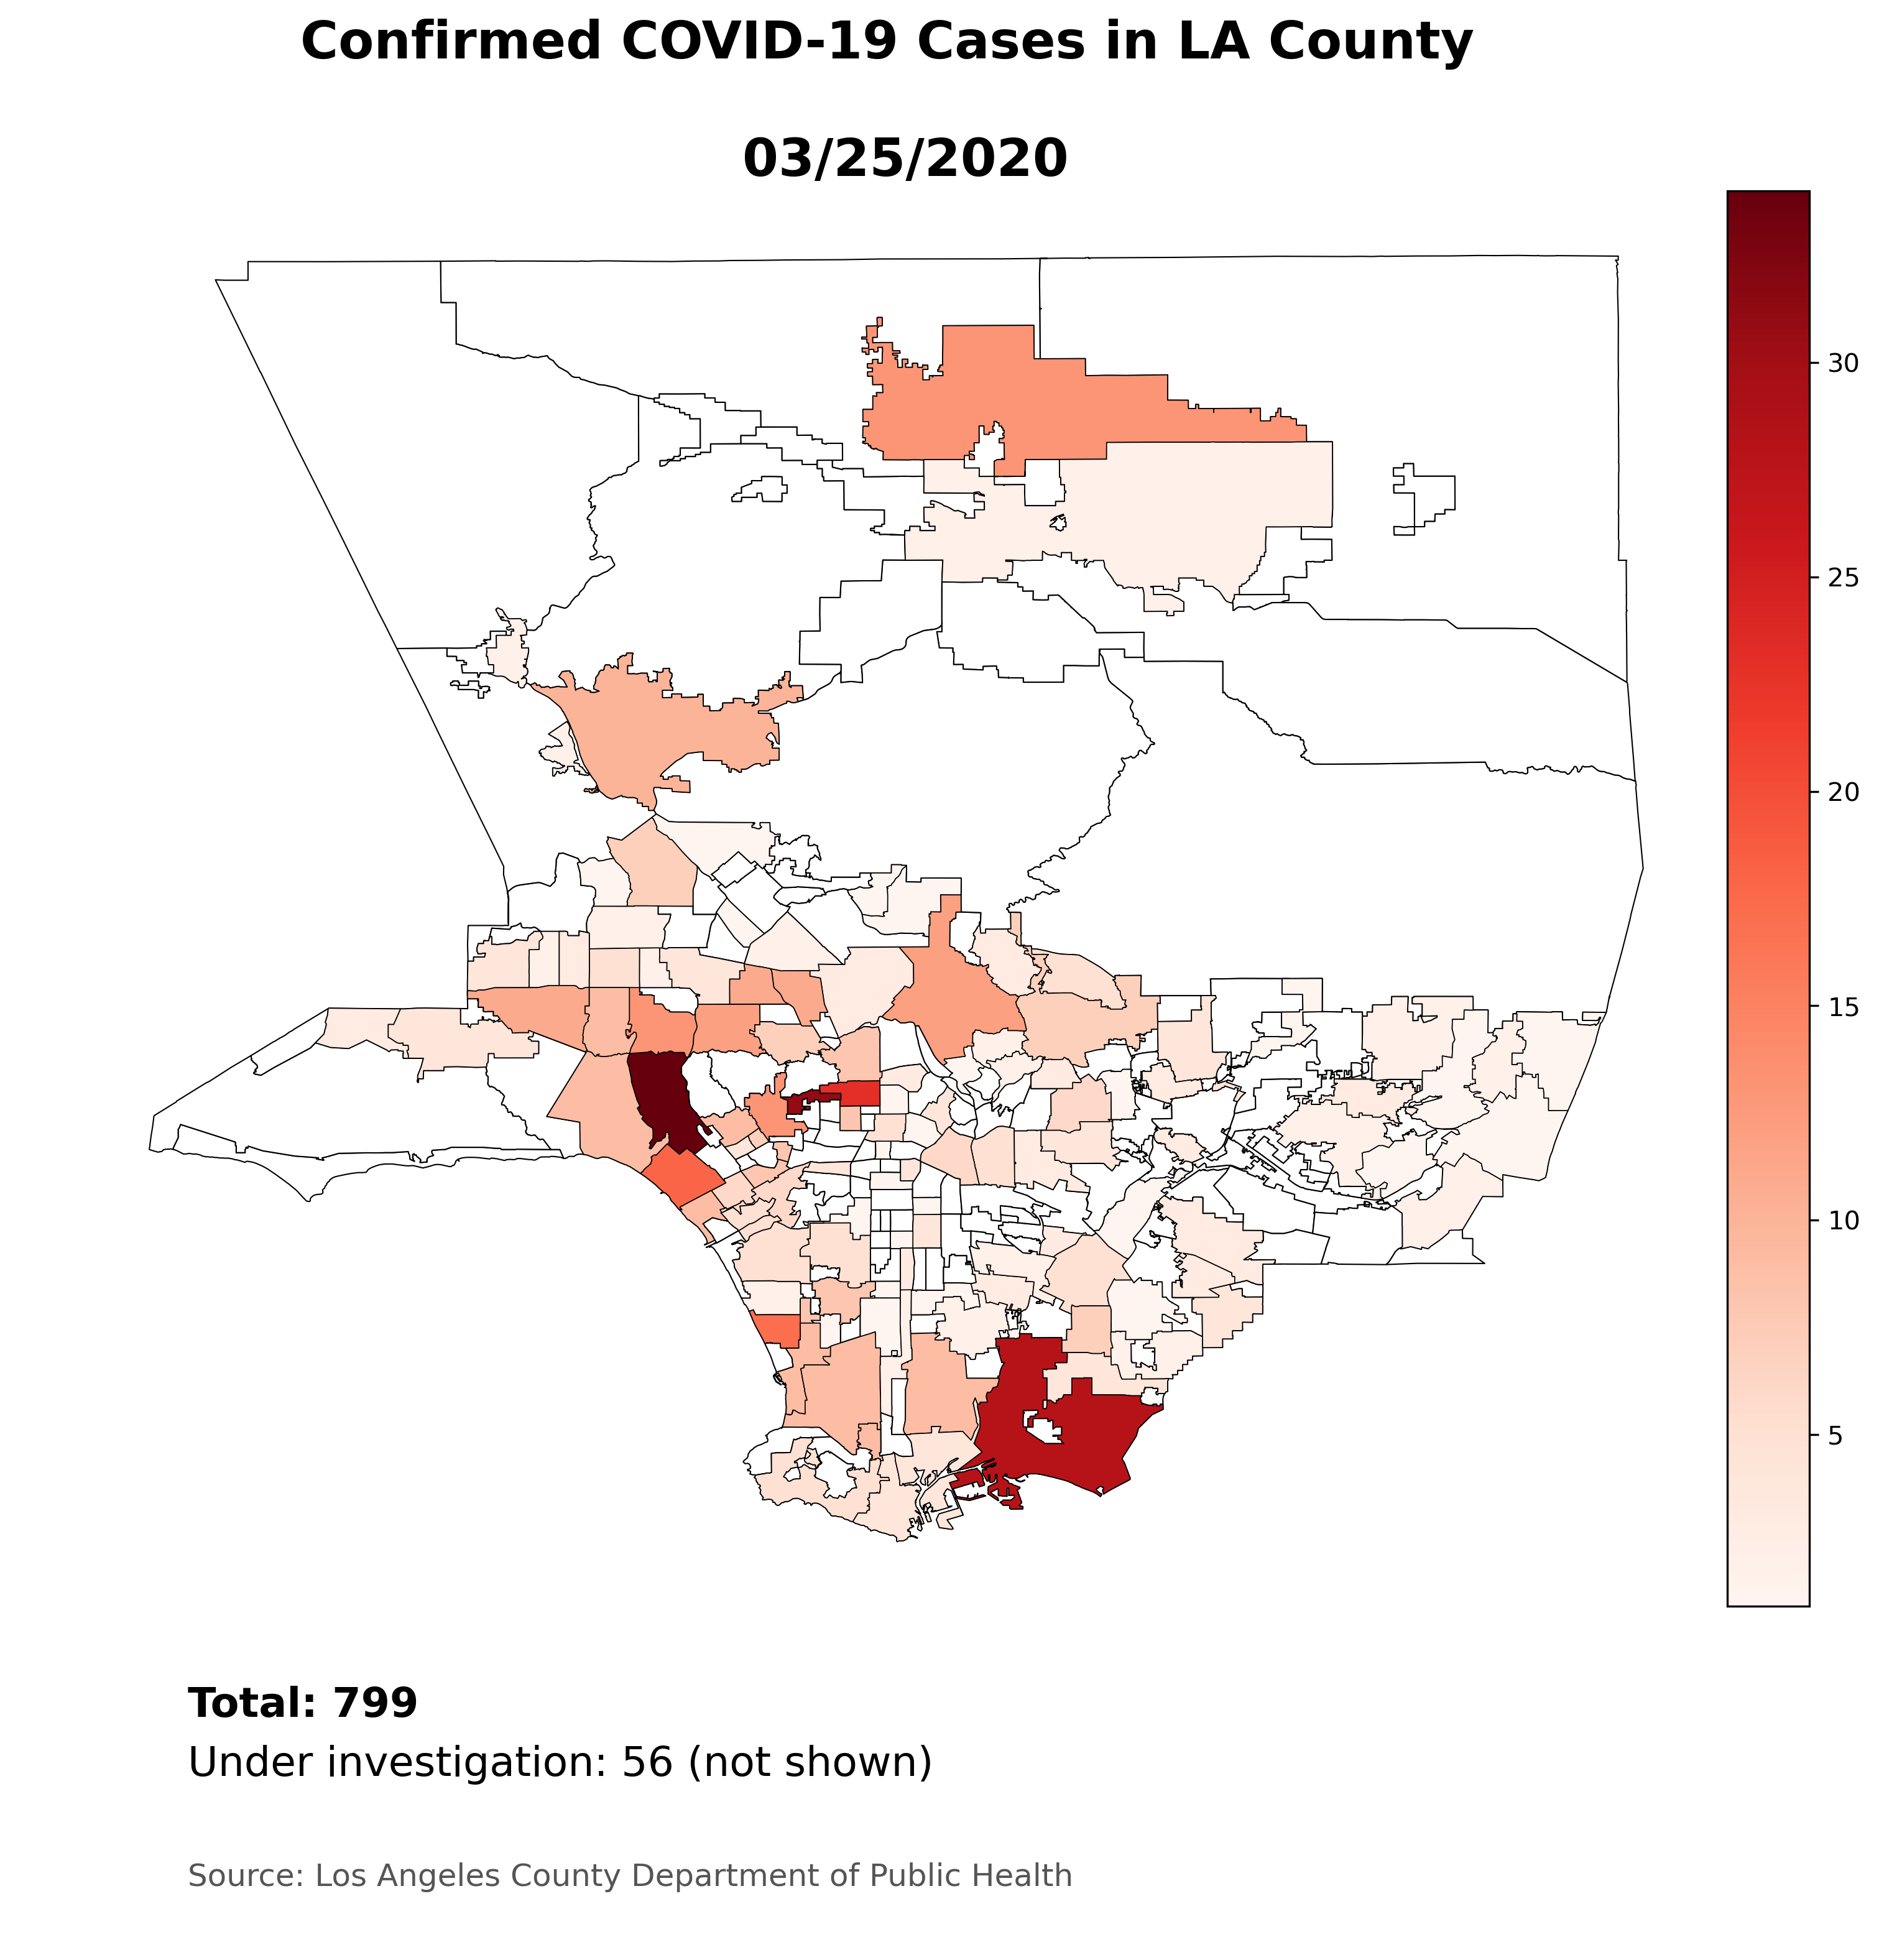 Confirmed COVID-19 Cases in LA County
03/25/2020
30
25
20
15
10
5
Total: 799
Under investigation: 56 (not shown)
Source: Los Angeles County Department of Public Health